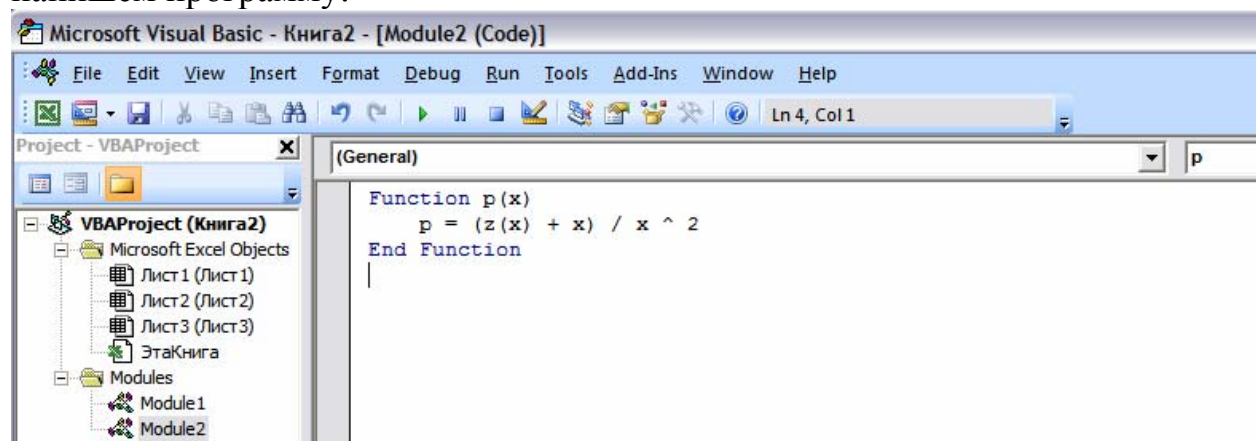 напишем программу:
Microsoft Visual Basic - Книга2 - [Module2 (Code)]
File Edit View Insert Format Debug Run Tools Add-Ins Window Help
Ln 4, Col 1
Project - VBAProject
(General)
p
Function p(x)
p = (z(x) + x) / x ^ 2
End Function
VBAProject (Книга2)
Microsoft Excel Objects
Лист1 (Лист1)
Лист2 (Лист2)
Лист3 (Лист3)
ЭтаКнига
Modules
Module1
Module2